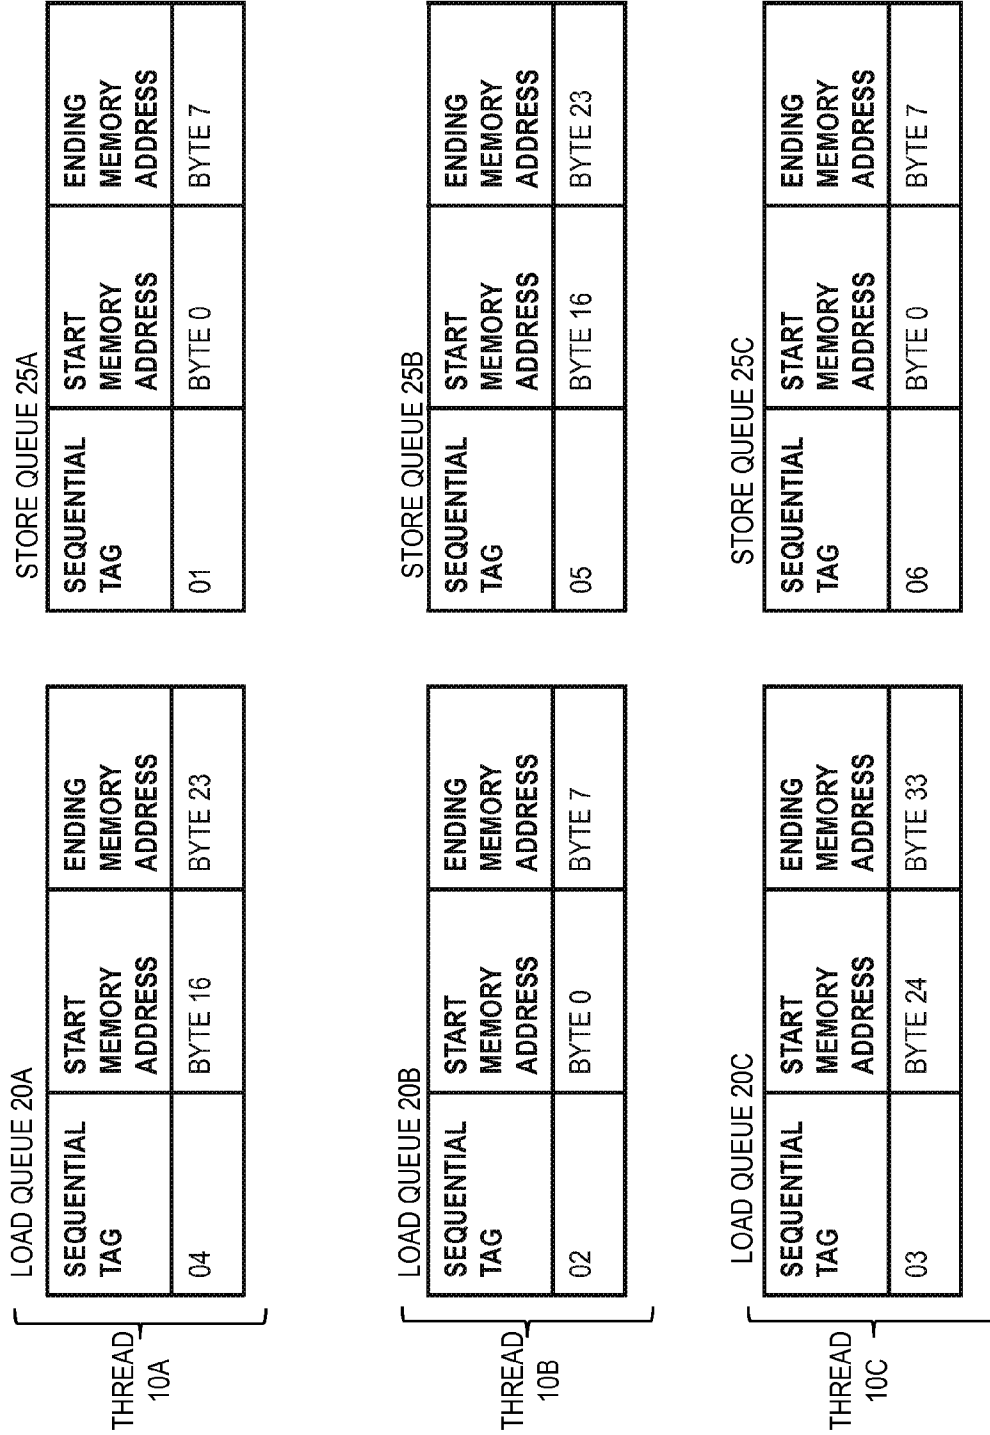 THREAD
10A
LOAD QUEUE 20A
SEQUENTIAL
TAG
START
MEMORY
ADDRESS
ENDING
MEMORY
ADDRESS
04
BYTE 16
BYTE 23
STORE QUEUE 25A
SEQUENTIAL
TAG
START
MEMORY
ADDRESS
ENDING
MEMORY
ADDRESS
01
BYTE 0
BYTE 7
THREAD
10B
LOAD QUEUE 20B
SEQUENTIAL
TAG
START
MEMORY
ADDRESS
ENDING
MEMORY
ADDRESS
02
BYTE 0
BYTE 7
STORE QUEUE 25B
SEQUENTIAL
TAG
START
MEMORY
ADDRESS
ENDING
MEMORY
ADDRESS
05
BYTE 16
BYTE 23
THREAD
10C
LOAD QUEUE 20C
SEQUENTIAL
TAG
START
MEMORY
ADDRESS
ENDING
MEMORY
ADDRESS
03
BYTE 24
BYTE 33
STORE QUEUE 25C
SEQUENTIAL
TAG
START
MEMORY
ADDRESS
ENDING
MEMORY
ADDRESS
06
BYTE 0
BYTE 7